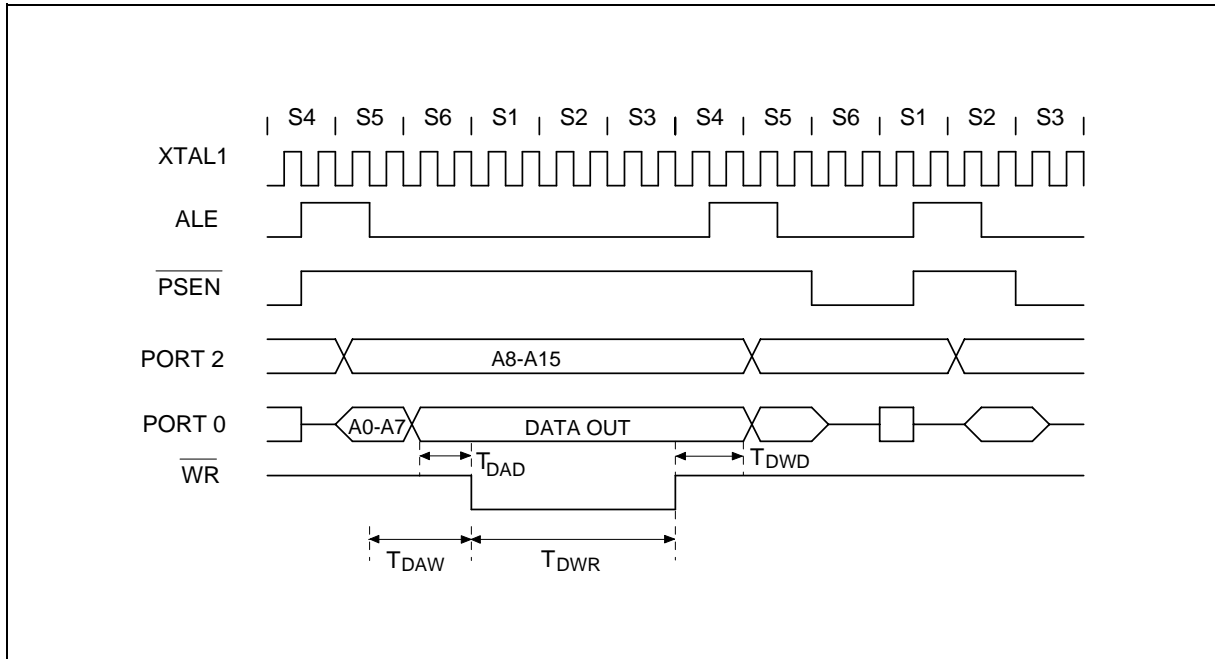 S4 S5 S6 S1 S2 S3 S4 S5 S6 S1 S2 S3
XTAL1
ALE
PSEN
PORT 2 A8-A15
PORT 0 A0-A7 DATA OUT
WR TDAD TDWD
TDAW TDWR